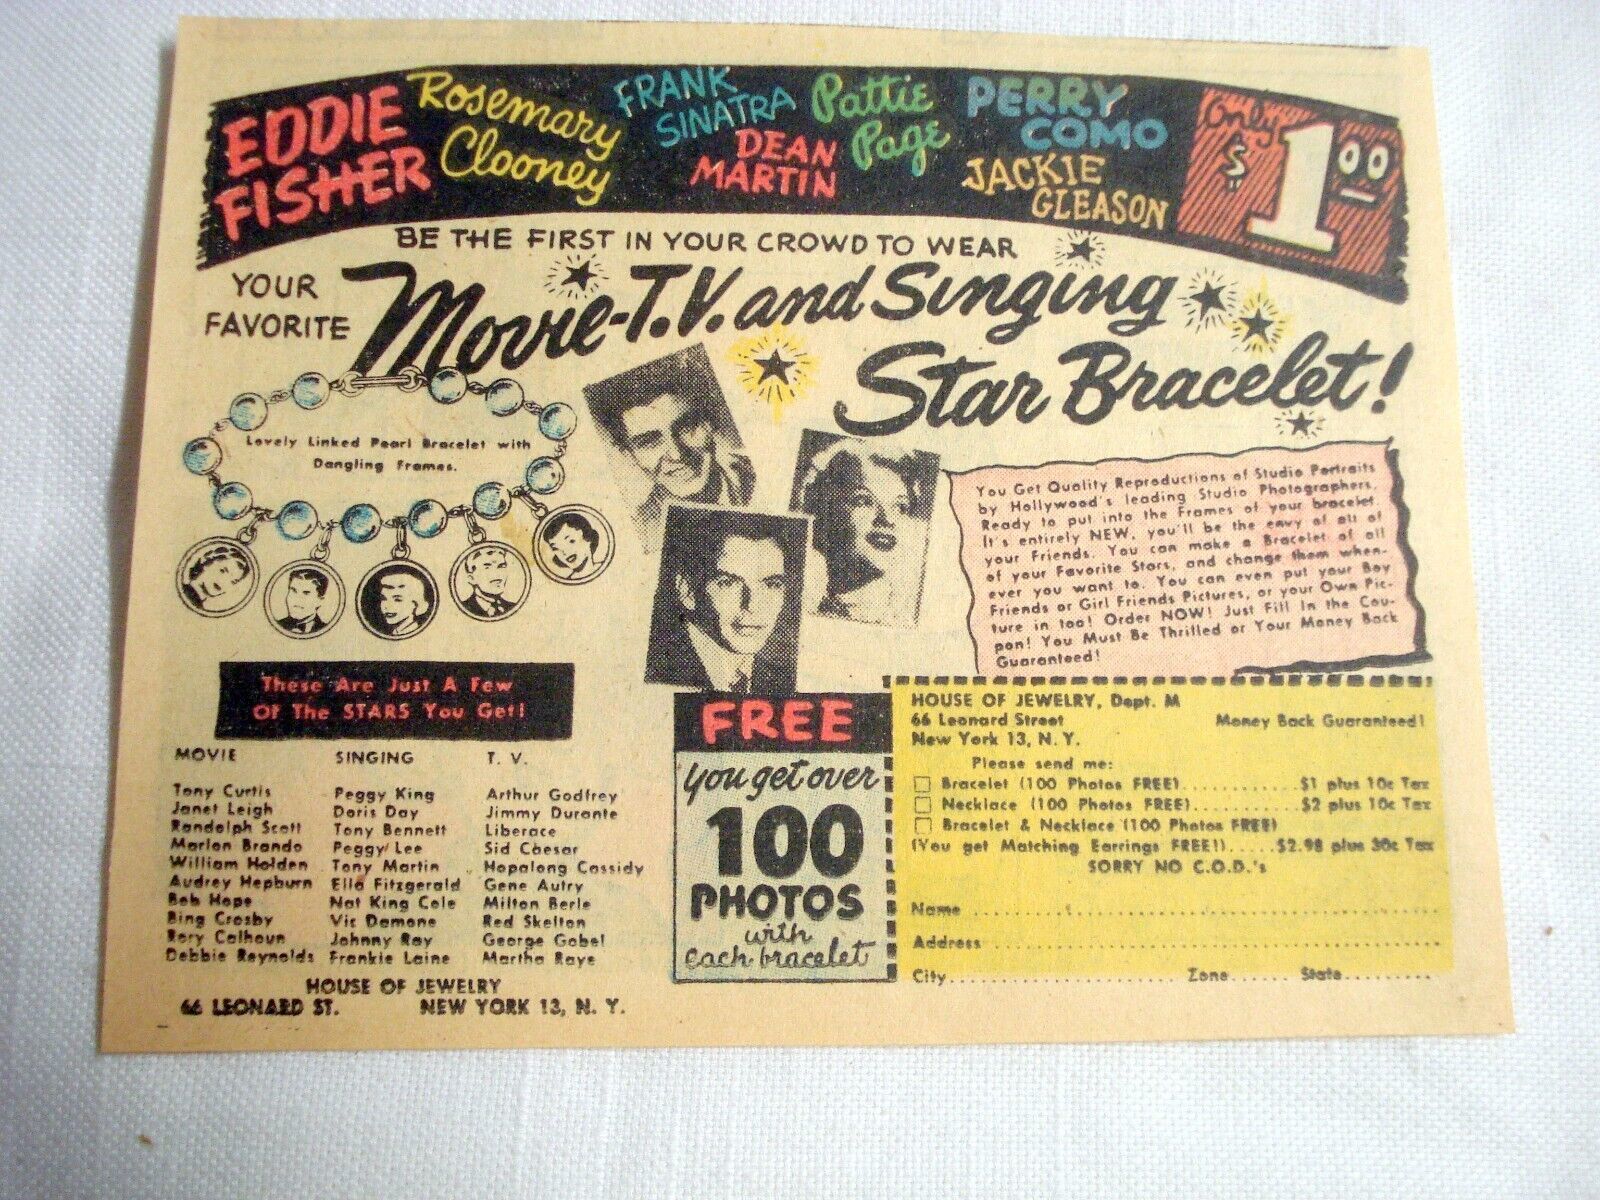 EDDIE FISHER
Rosemary Clooney
FRANK SINATRA
DEAN MARTIN
Pattie Page
PERRY COMO
JACKIE GLEASON
Only $1.00
BE THE FIRST IN YOUR CROWD TO WEAR
YOUR FAVORITE
Movie-T.V. and Singing
Star Bracelet!
Lovely Linked Pearl Bracelet with
Dangling Frames.
You Get Quality Reproductions of Studio Portraits
by Hollywood's leading Studio Photographers.
Ready to put into the Frames of your bracelet.
It's entirely NEW, you'll be the envy of all of
your Friends. You can make a Bracelet of all
of your Favorite Stars, and change them when-
ever you want to. You can even put your Boy
Friends or Girl Friends Pictures, or your Own Pic-
ture in too! Order NOW! Just Fill In the Cou-
pon! You Must Be Thrilled or Your Money Back
Guaranteed!
These Are Just A Few
Of The STARS You Get!
MOVIE SINGING T. V.
Tony Curtis Peggy King Arthur Godfrey
Janet Leigh Doris Day Jimmy Durante
Randolph Scott Tony Bennett Liberace
Marlon Brando Peggy Lee Sid Caesar
William Holden Tony Martin Hopalong Cassidy
Audrey Hepburn Ella Fitzgerald Gene Autry
Bob Hope Nat King Cole Milton Berle
Bing Crosby Vic Damone Red Skelton
Rory Calhoun Johnny Ray George Gobel
Debbie Reynolds Frankie Laine Martha Raye
HOUSE OF JEWELRY
66 LEONARD ST. NEW YORK 13, N. Y.
FREE
you get over
100
PHOTOS
with
each bracelet
HOUSE OF JEWELRY, Dept. M
66 Leonard Street Money Back Guaranteed!
New York 13, N. Y.
Please send me:
Bracelet (100 Photos FREE)............$1 plus 10c Tax
Necklace (100 Photos FREE)............$2 plus 10c Tax
Bracelet & Necklace (100 Photos FREE)
(You get Matching Earrings FREE!).....$2.98 plus 30c Tax
SORRY NO C.O.D.'s
Name
Address
City Zone State